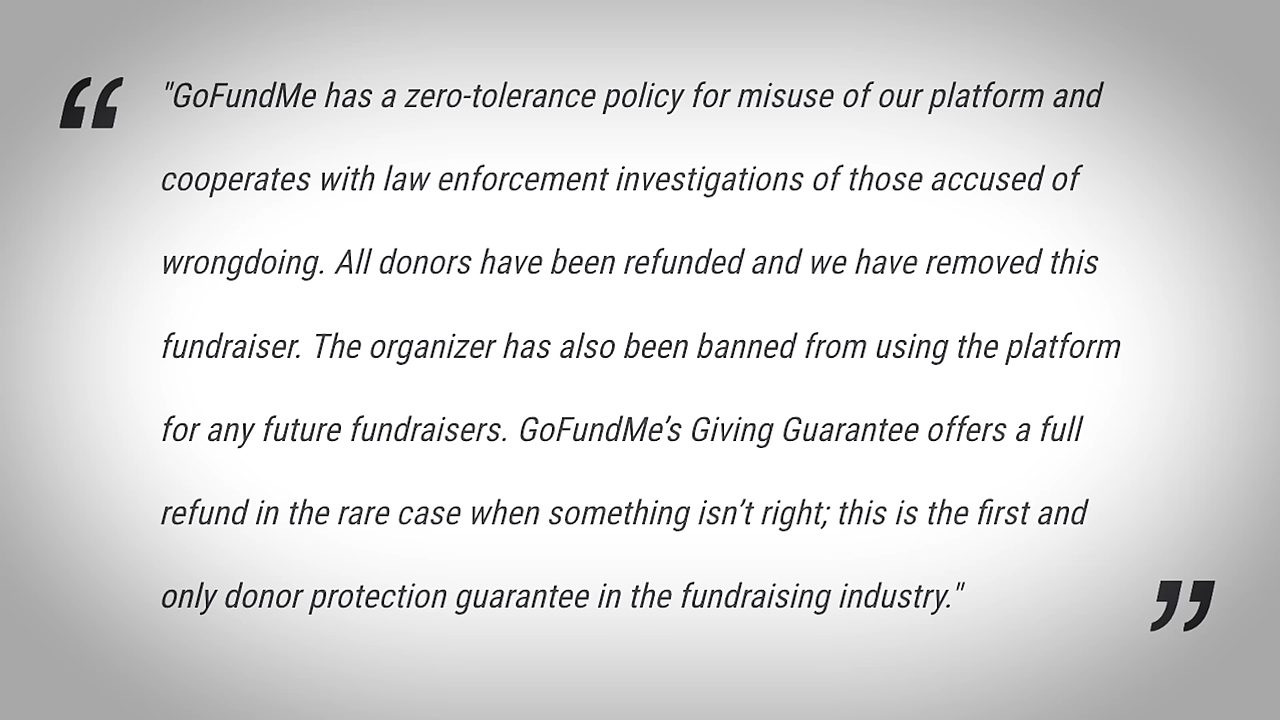 "GoFundMe has a zero-tolerance policy for misuse of our platform and
cooperates with law enforcement investigations of those accused of
wrongdoing. All donors have been refunded and we have removed this
fundraiser. The organizer has also been banned from using the platform
for any future fundraisers. GoFundMe’s Giving Guarantee offers a full
refund in the rare case when something isn’t right; this is the first and
only donor protection guarantee in the fundraising industry."